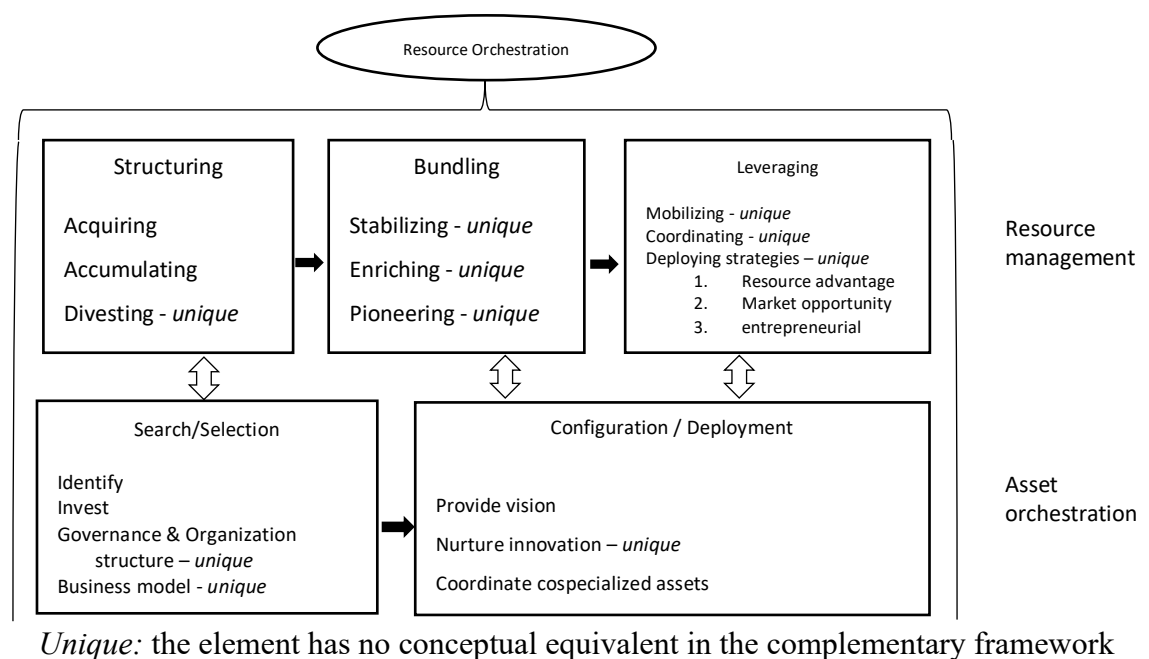 Resource Orchestration
Structuring
Acquiring
Accumulating
Divesting - unique
Bundling
Stabilizing - unique
Enriching - unique
Pioneering - unique
Leveraging
Mobilizing - unique
Coordinating - unique
Deploying strategies – unique
1. Resource advantage
2. Market opportunity
3. entrepreneurial
Resource
management
Search/Selection
Identify
Invest
Governance & Organization
structure – unique
Business model - unique
Configuration / Deployment
Provide vision
Nurture innovation – unique
Coordinate cospecialized assets
Asset
orchestration
Unique: the element has no conceptual equivalent in the complementary framework